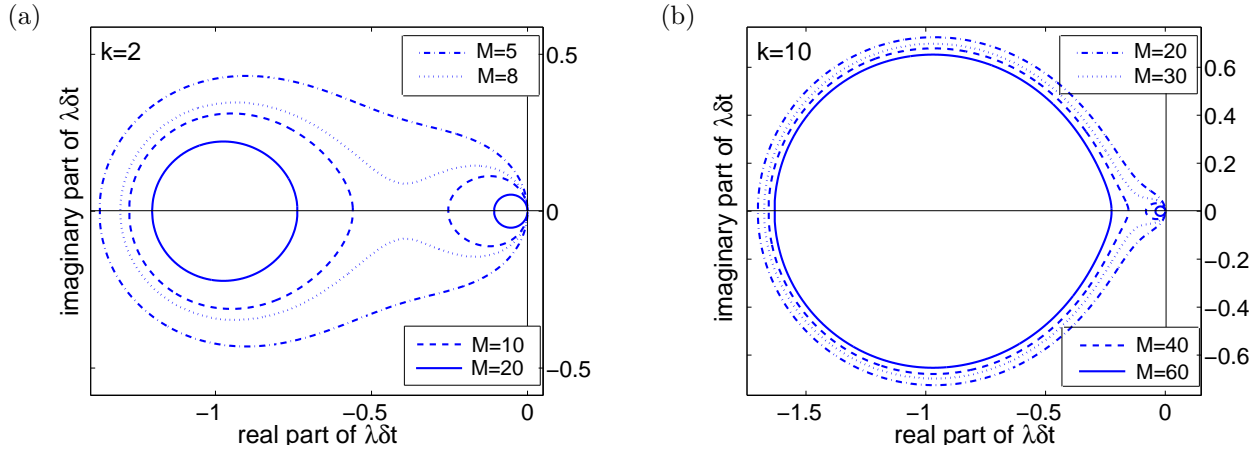 (a)
k=2
M=5
M=8
M=10
M=20
0.5
0
−0.5
imaginary part of λδt
−1
−0.5
0
real part of λδt
(b)
k=10
M=20
M=30
M=40
M=60
0.6
0.4
0.2
0
−0.2
−0.4
−0.6
imaginary part of λδt
−1.5
−1
−0.5
0
real part of λδt